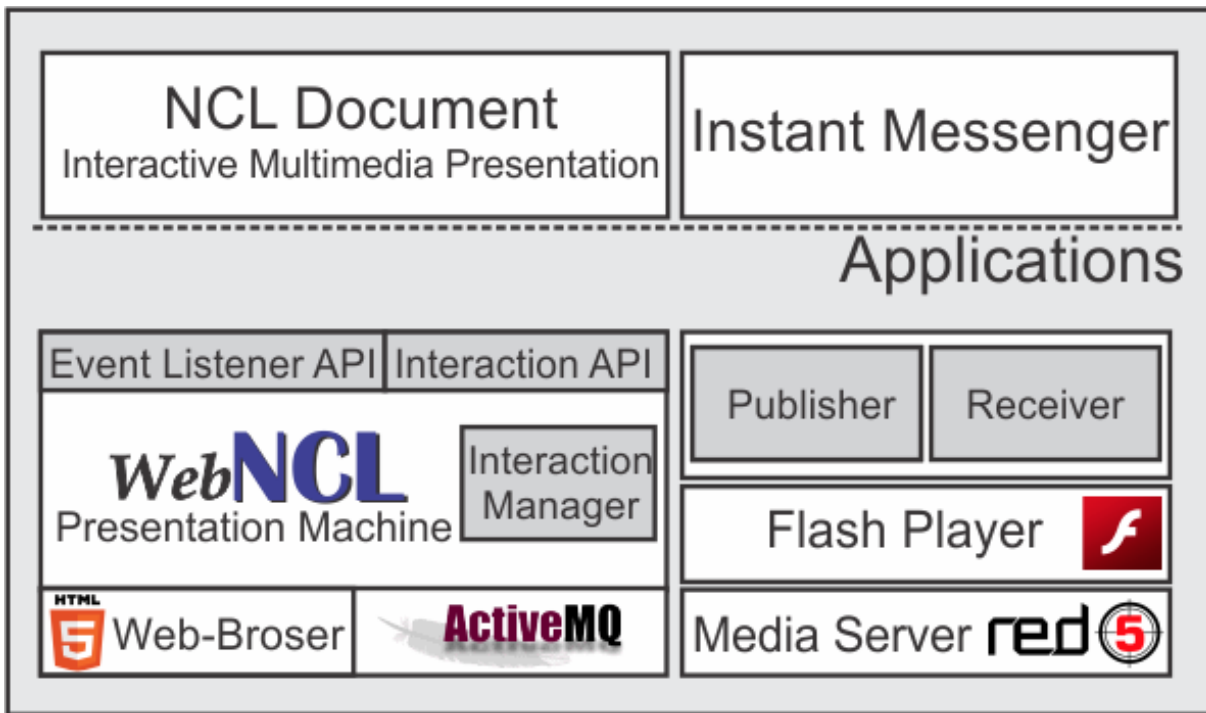 NCL Document
Interactive Multimedia Presentation
Instant Messenger
Applications
Event Listener API
Interaction API
WebNCL
Presentation Machine
Interaction
Manager
Publisher
Receiver
Flash Player
HTML
5
Web-Broser
ActiveMQ
Media Server red5